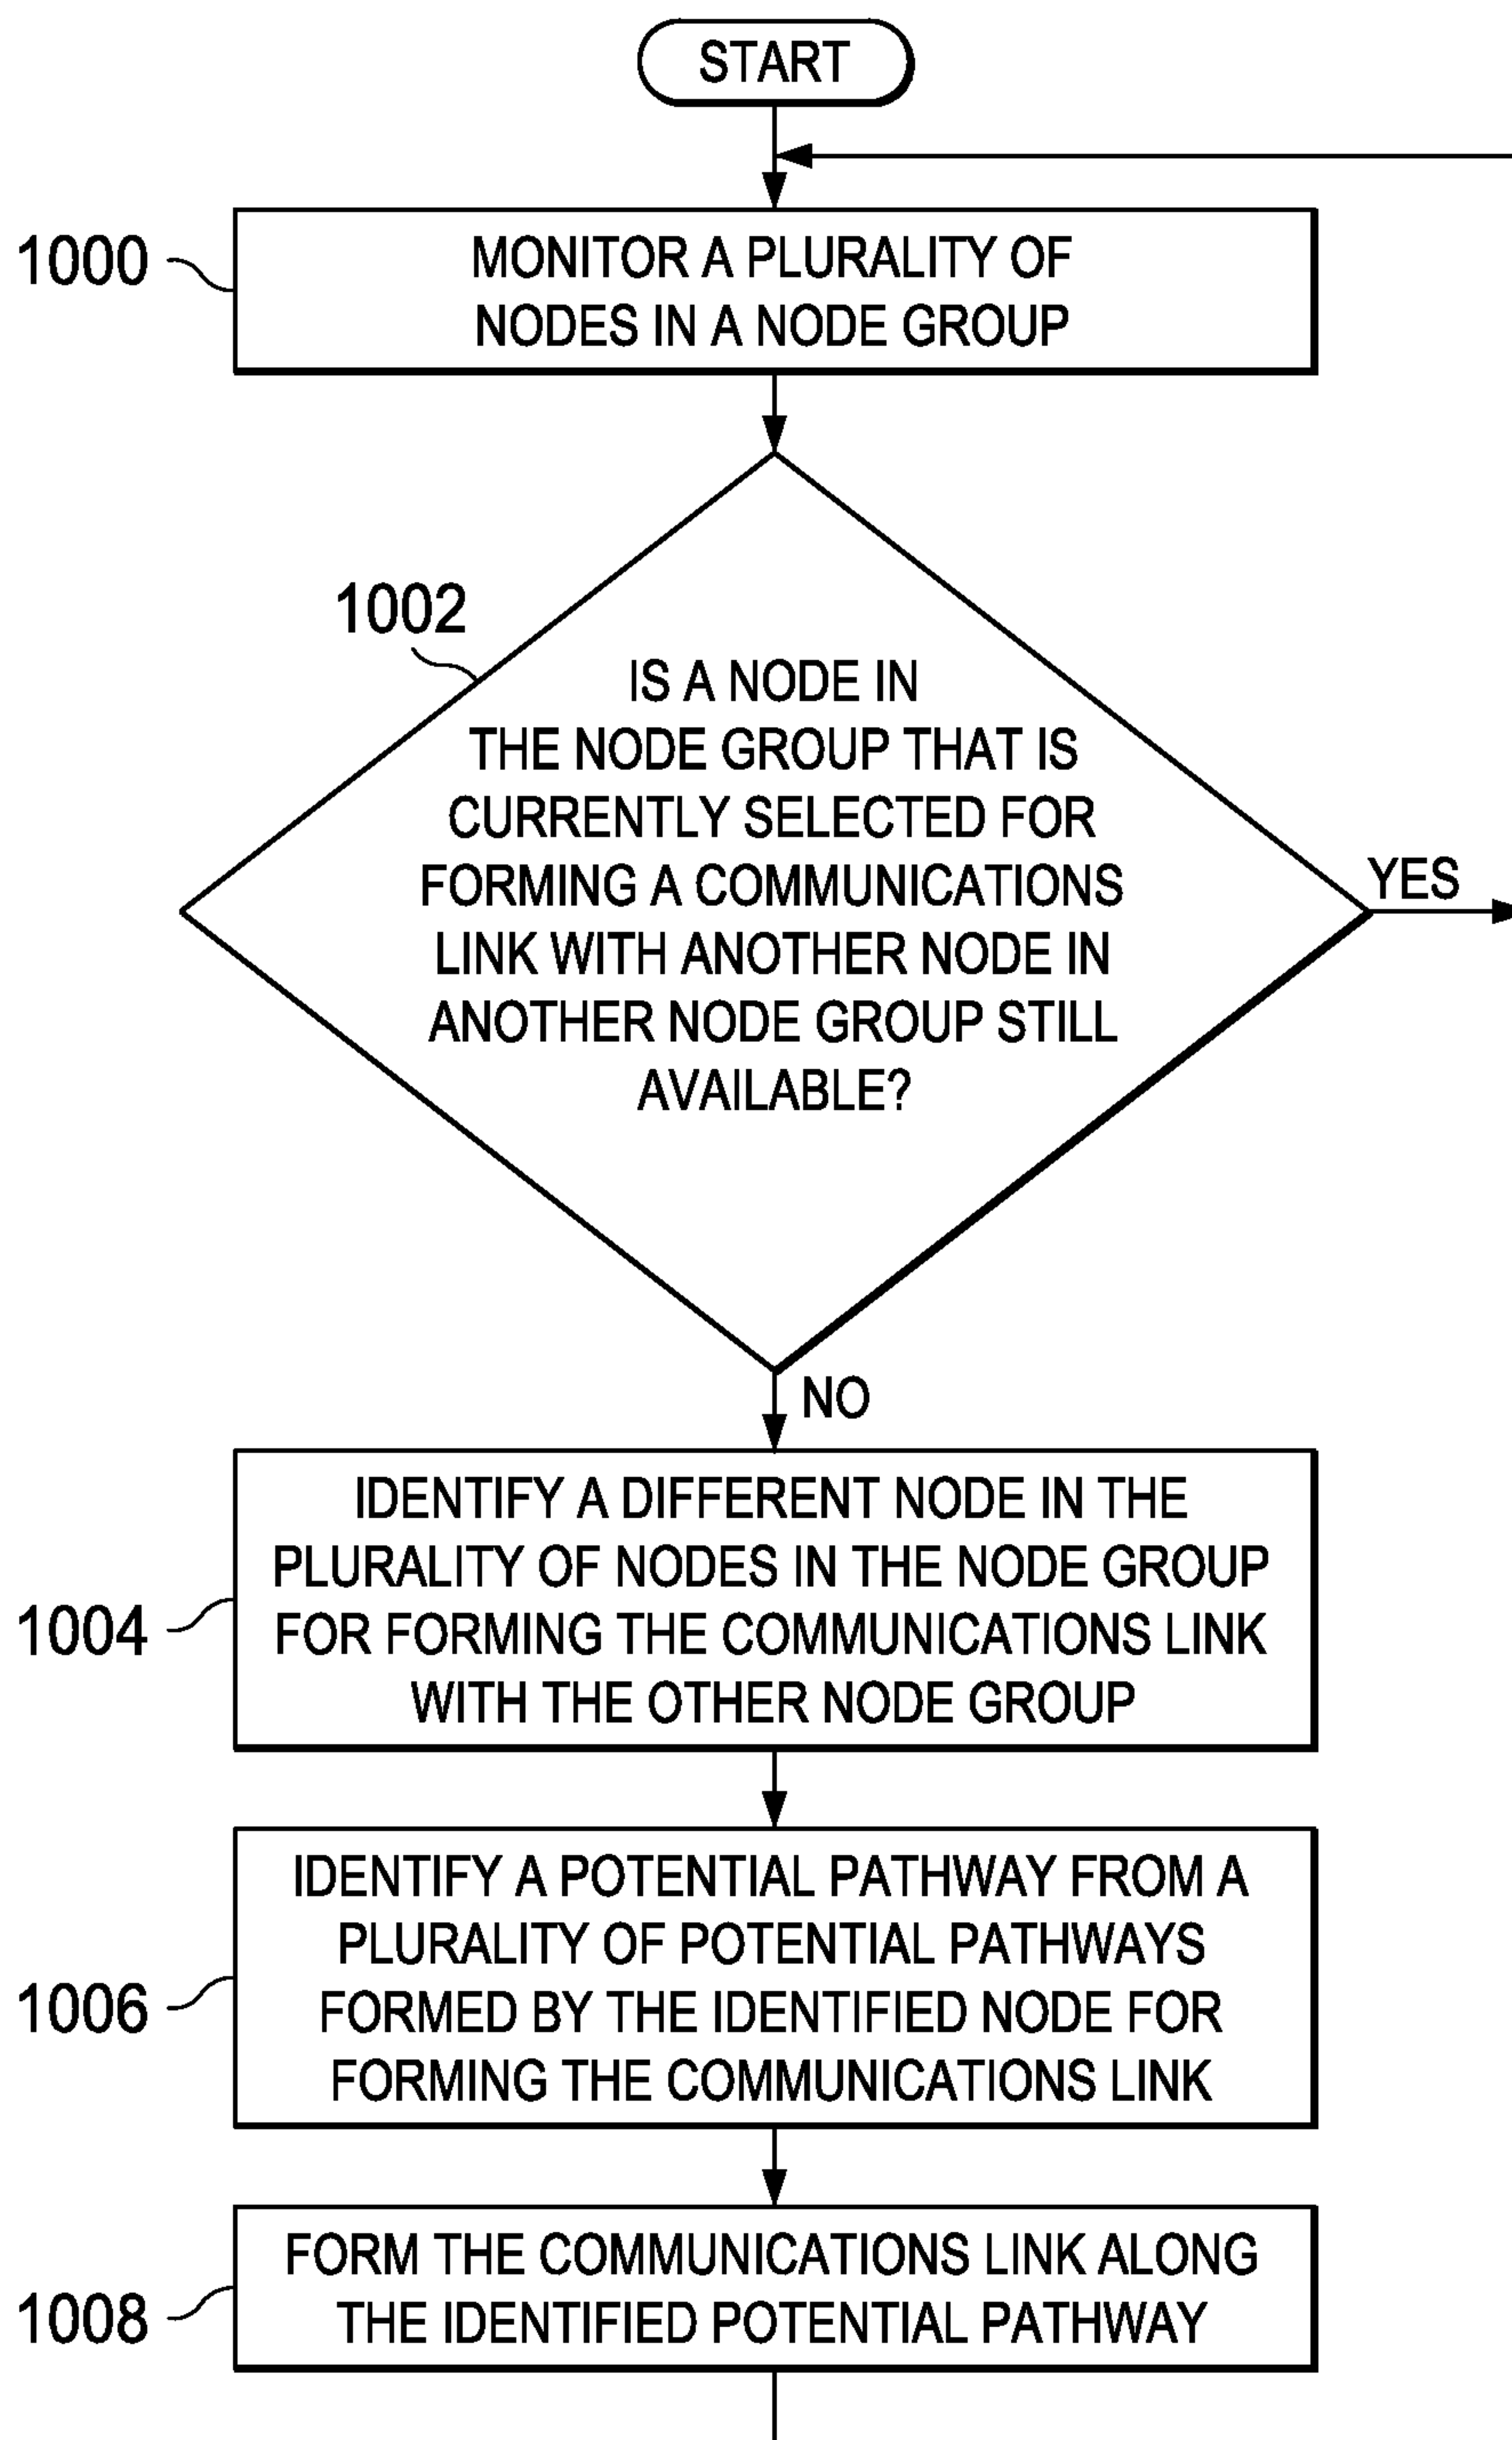 START
1000
MONITOR A PLURALITY OF
NODES IN A NODE GROUP
1002
IS A NODE IN
THE NODE GROUP THAT IS
CURRENTLY SELECTED FOR
FORMING A COMMUNICATIONS
LINK WITH ANOTHER NODE IN
ANOTHER NODE GROUP STILL
AVAILABLE?
YES
NO
1004
IDENTIFY A DIFFERENT NODE IN THE
PLURALITY OF NODES IN THE NODE GROUP
FOR FORMING THE COMMUNICATIONS LINK
WITH THE OTHER NODE GROUP
1006
IDENTIFY A POTENTIAL PATHWAY FROM A
PLURALITY OF POTENTIAL PATHWAYS
FORMED BY THE IDENTIFIED NODE FOR
FORMING THE COMMUNICATIONS LINK
1008
FORM THE COMMUNICATIONS LINK ALONG
THE IDENTIFIED POTENTIAL PATHWAY